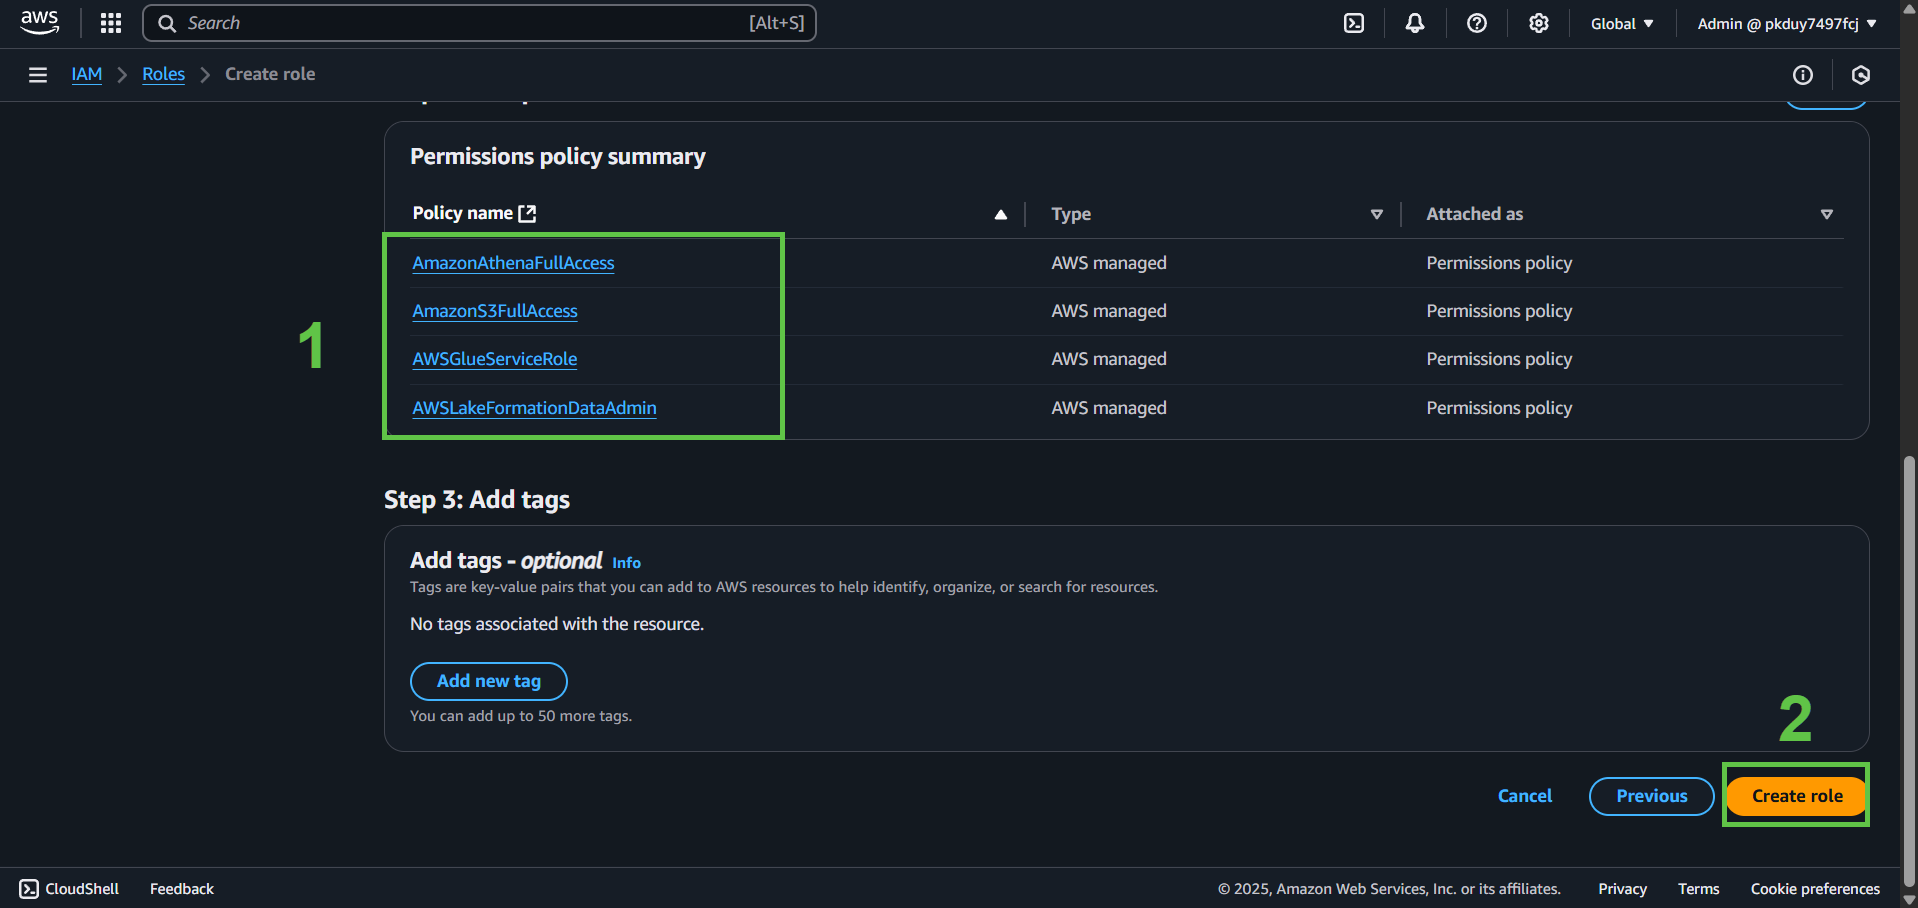 aws
Search [Alt+S]
Global Admin @ pkduy7497fcj
IAM Roles Create role
Permissions policy summary
Policy name Type Attached as
AmazonAthenaFullAccess AWS managed Permissions policy
AmazonS3FullAccess AWS managed Permissions policy
1
AWSGlueServiceRole AWS managed Permissions policy
AWSLakeFormationDataAdmin AWS managed Permissions policy
Step 3: Add tags
Add tags - optional Info
Tags are key-value pairs that you can add to AWS resources to help identify, organize, or search for resources.
No tags associated with the resource.
Add new tag
You can add up to 50 more tags.
2
Cancel Previous Create role
CloudShell Feedback © 2025, Amazon Web Services, Inc. or its affiliates. Privacy Terms Cookie preferences